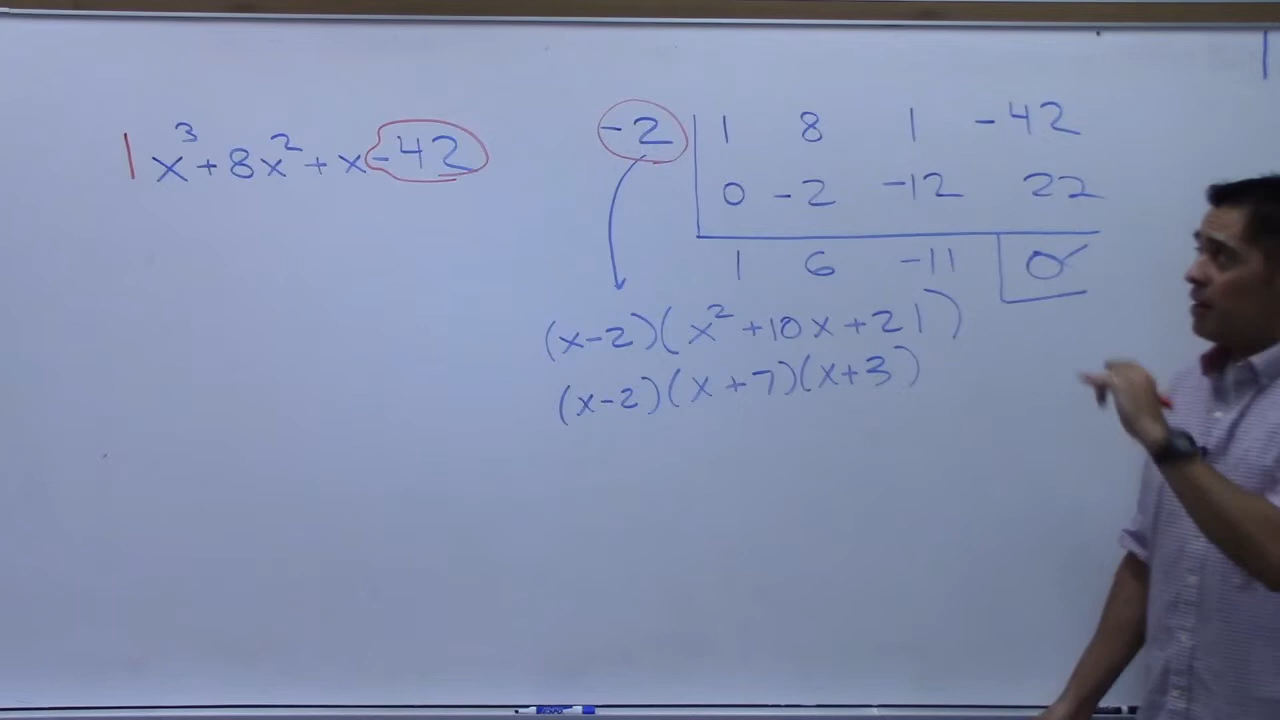 1x³+8x²+x-42
-2 | 1 8 1 -42
0 -2 -12 22
1 6 -11 0
(x-2)(x²+10x+21)
(x-2)(x+7)(x+3)